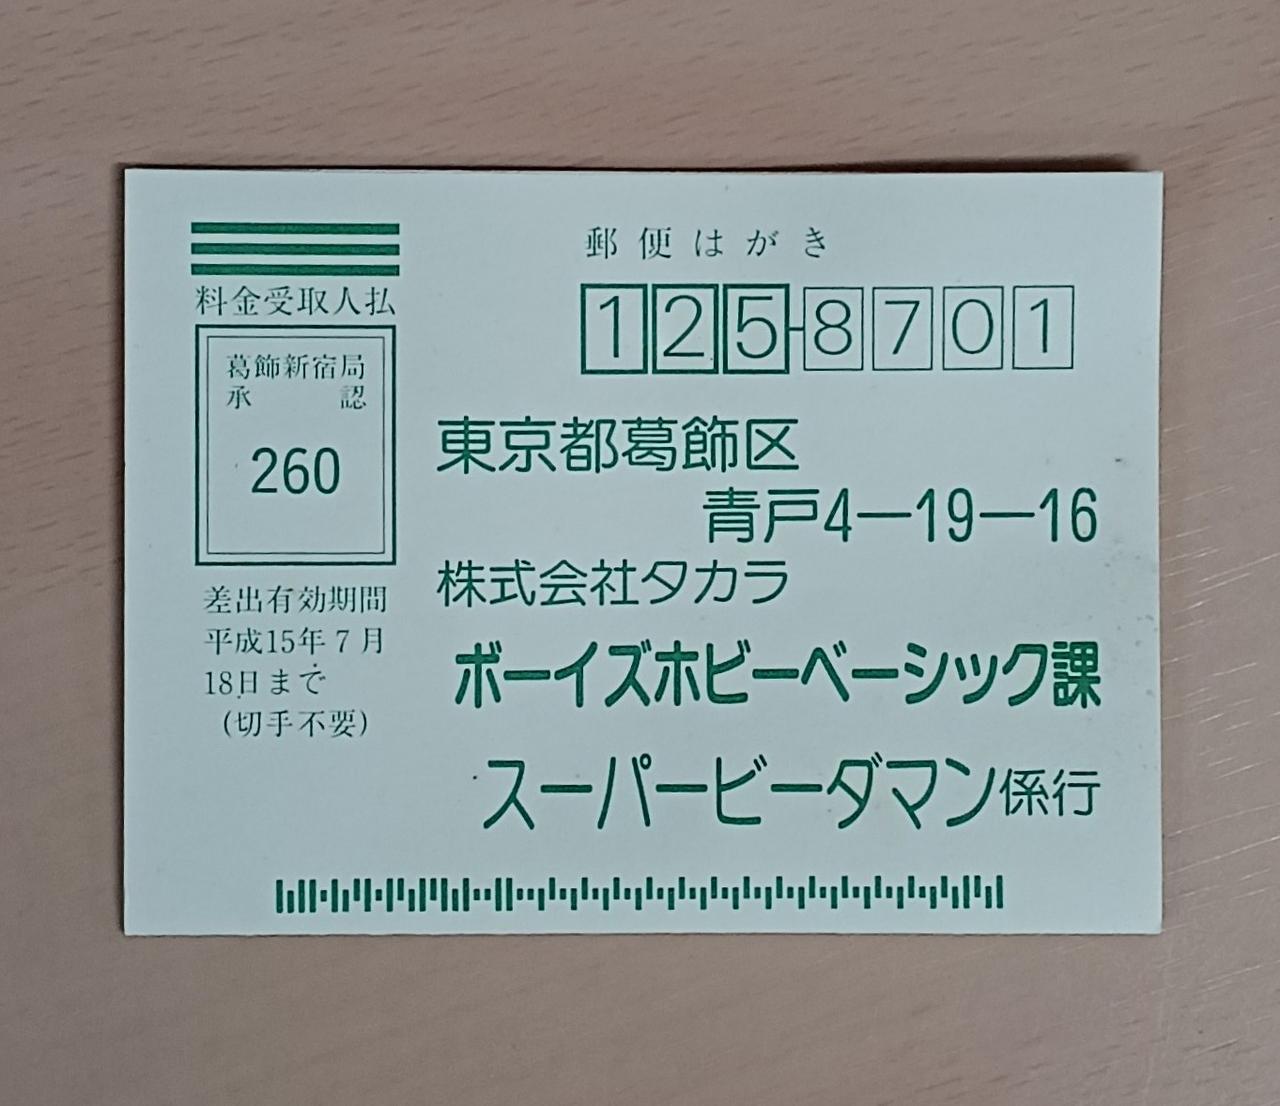 郵便はがき
125-8701
料金受取人払
葛飾新宿局
承認
260
差出有効期間
平成15年7月
18日まで
(切手不要)
東京都葛飾区
青戸4―19―16
株式会社タカラ
ボーイズホビーベーシック課
スーパービーダマン係行